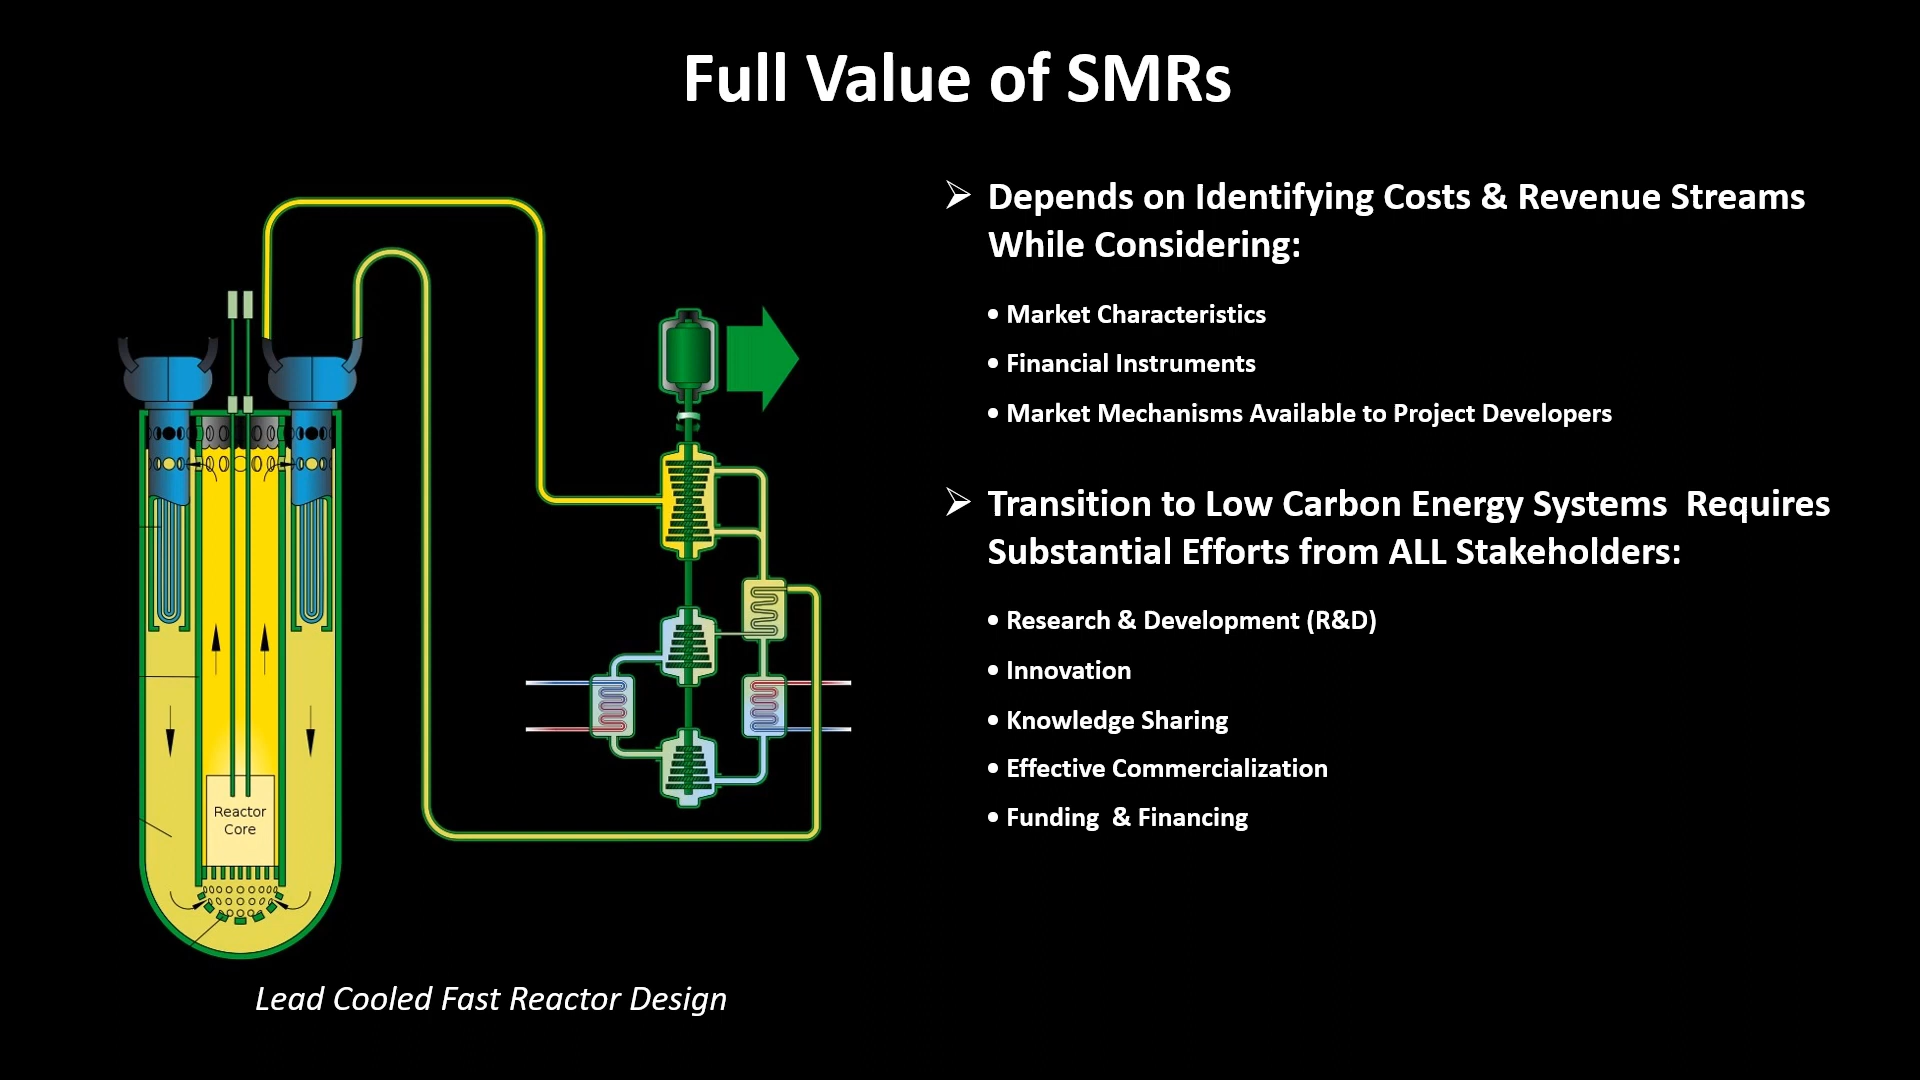 Full Value of SMRs
➢ Depends on Identifying Costs & Revenue Streams
While Considering:
• Market Characteristics
• Financial Instruments
• Market Mechanisms Available to Project Developers
➢ Transition to Low Carbon Energy Systems  Requires
Substantial Efforts from ALL Stakeholders:
• Research & Development (R&D)
• Innovation
• Knowledge Sharing
• Effective Commercialization
• Funding  & Financing
Reactor
Core
Lead Cooled Fast Reactor Design